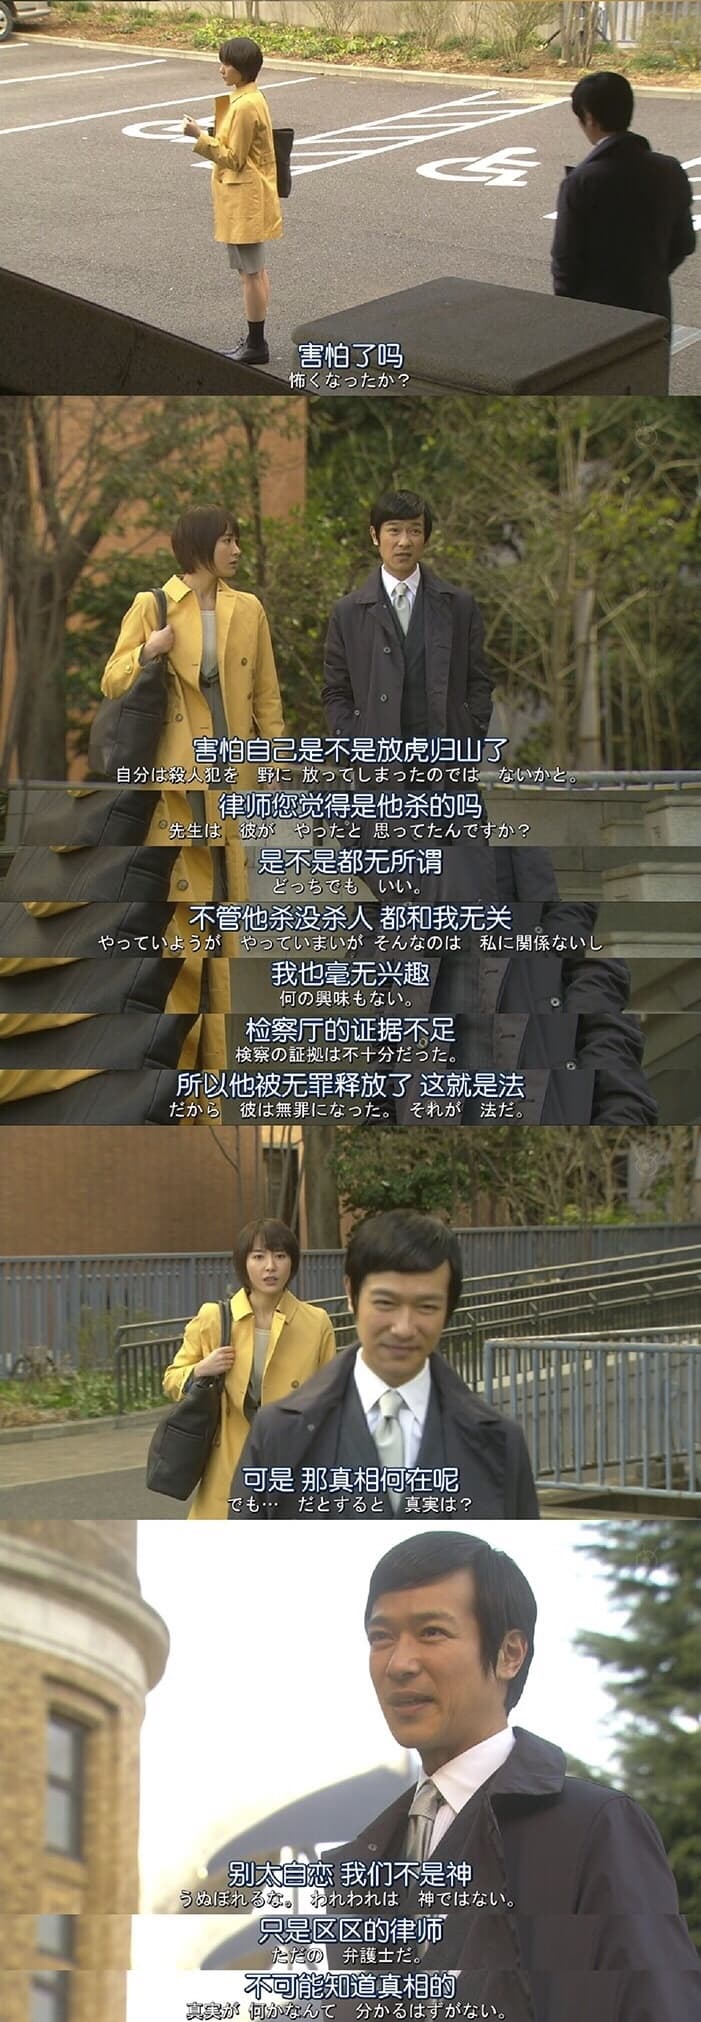 害怕了吗
怖くなったか？
害怕自己是不是放虎归山了
自分は殺人犯を 野に 放ってしまったのでは ないかと。
律师您觉得是他杀的吗
先生は 彼が やったと 思ってたんですか？
是不是都无所谓
どっちでも いい。
不管他杀没杀人 都和我无关
やっていようが やっていまいが そんなのは 私に関係ないし
我也毫无兴趣
何の興味もない。
检察厅的证据不足
検察の証拠は不十分だった。
所以他被无罪释放了 这就是法
だから 彼は無罪になった。 それが 法だ。
可是 那真相何在呢
でも… だとすると 真実は？
别太自恋 我们不是神
うぬぼれるな。 われわれは 神ではない。
只是区区的律师
ただの 弁護士だ。
不可能知道真相的
真実が 何かなんて 分かるはずがない。